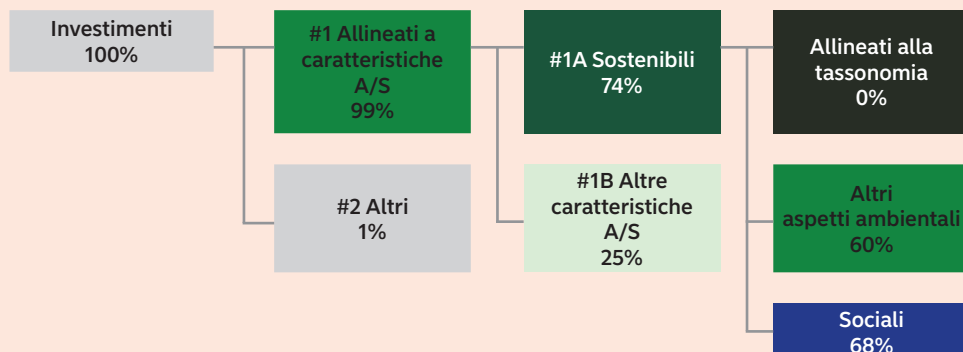 Investimenti
100%
#1 Allineati a
caratteristiche
A/S
99%
#1A Sostenibili
74%
Allineati alla
tassonomia
0%
#2 Altri
1%
#1B Altre
caratteristiche
A/S
25%
Altri
aspetti ambientali
60%
Sociali
68%